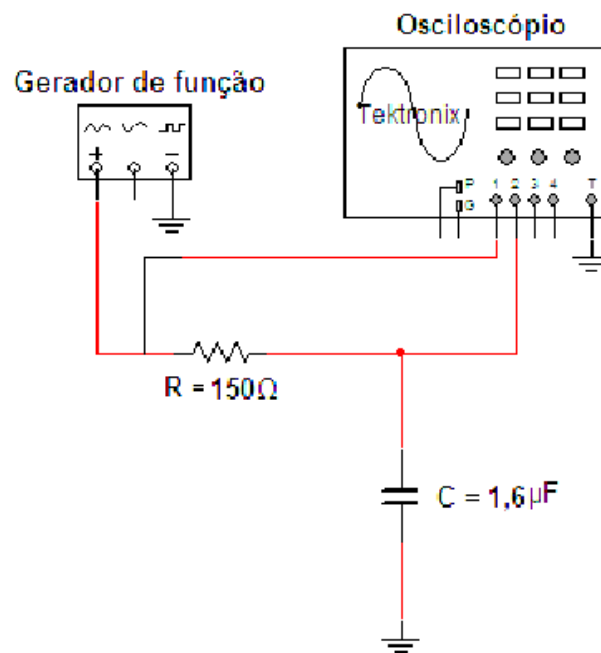 Osciloscópio
Gerador de função
Tektronix
+
−
P
G
1 2 3 4 T
R = 150Ω
C = 1,6µF